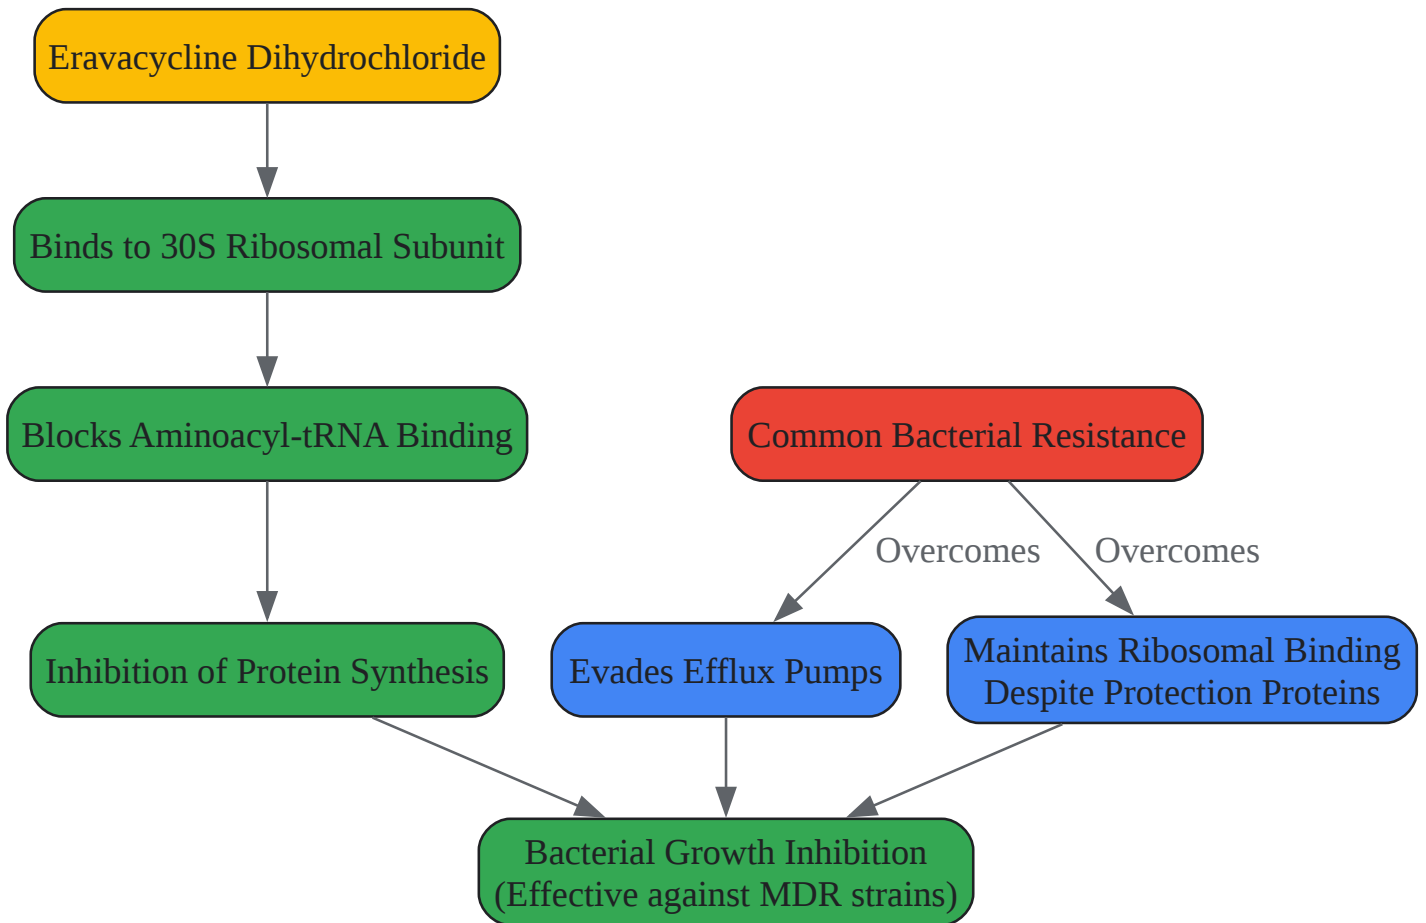 Eravacycline Dihydrochloride
Binds to 30S Ribosomal Subunit
Blocks Aminoacyl-tRNA Binding
Common Bacterial Resistance
Overcomes
Overcomes
Inhibition of Protein Synthesis
Evades Efflux Pumps
Maintains Ribosomal Binding
Despite Protection Proteins
Bacterial Growth Inhibition
(Effective against MDR strains)